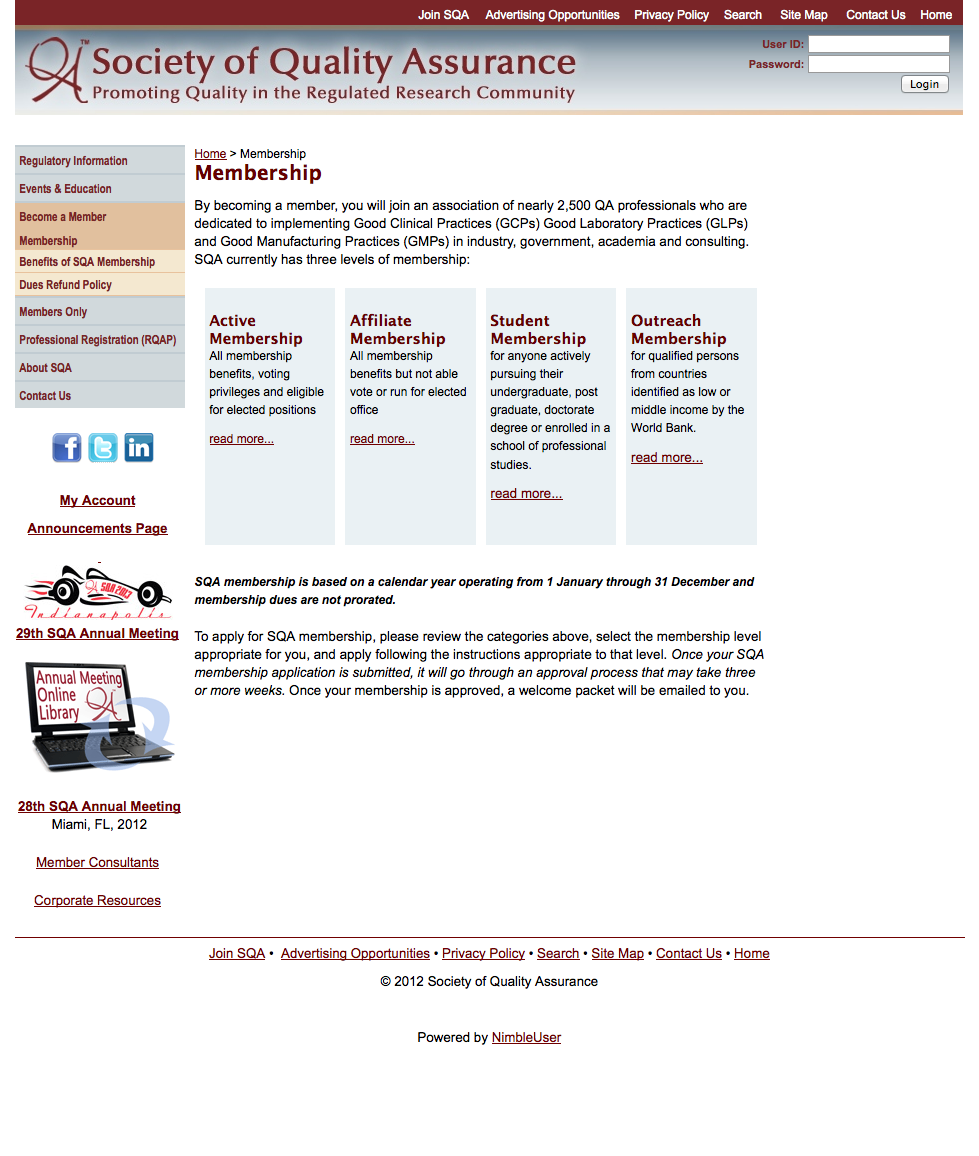 Join SQA Advertising Opportunities Privacy Policy Search Site Map Contact Us Home
QA™ Society of Quality Assurance
Promoting Quality in the Regulated Research Community
User ID:
Password:
Login
Regulatory Information
Events & Education
Become a Member
Membership
Benefits of SQA Membership
Dues Refund Policy
Members Only
Professional Registration (RQAP)
About SQA
Contact Us
My Account
Announcements Page
QA SQA 2013
Indianapolis
29th SQA Annual Meeting
Annual Meeting
Online
Library
QA
28th SQA Annual Meeting
Miami, FL, 2012
Member Consultants
Corporate Resources
Home > Membership
Membership
By becoming a member, you will join an association of nearly 2,500 QA professionals who are
dedicated to implementing Good Clinical Practices (GCPs) Good Laboratory Practices (GLPs)
and Good Manufacturing Practices (GMPs) in industry, government, academia and consulting.
SQA currently has three levels of membership:
Active
Membership
All membership
benefits, voting
privileges and eligible
for elected positions
read more...
Affiliate
Membership
All membership
benefits but not able
vote or run for elected
office
read more...
Student
Membership
for anyone actively
pursuing their
undergraduate, post
graduate, doctorate
degree or enrolled in a
school of professional
studies.
read more...
Outreach
Membership
for qualified persons
from countries
identified as low or
middle income by the
World Bank.
read more...
SQA membership is based on a calendar year operating from 1 January through 31 December and
membership dues are not prorated.
To apply for SQA membership, please review the categories above, select the membership level
appropriate for you, and apply following the instructions appropriate to that level. Once your SQA
membership application is submitted, it will go through an approval process that may take three
or more weeks. Once your membership is approved, a welcome packet will be emailed to you.
Join SQA • Advertising Opportunities • Privacy Policy • Search • Site Map • Contact Us • Home
© 2012 Society of Quality Assurance
Powered by NimbleUser